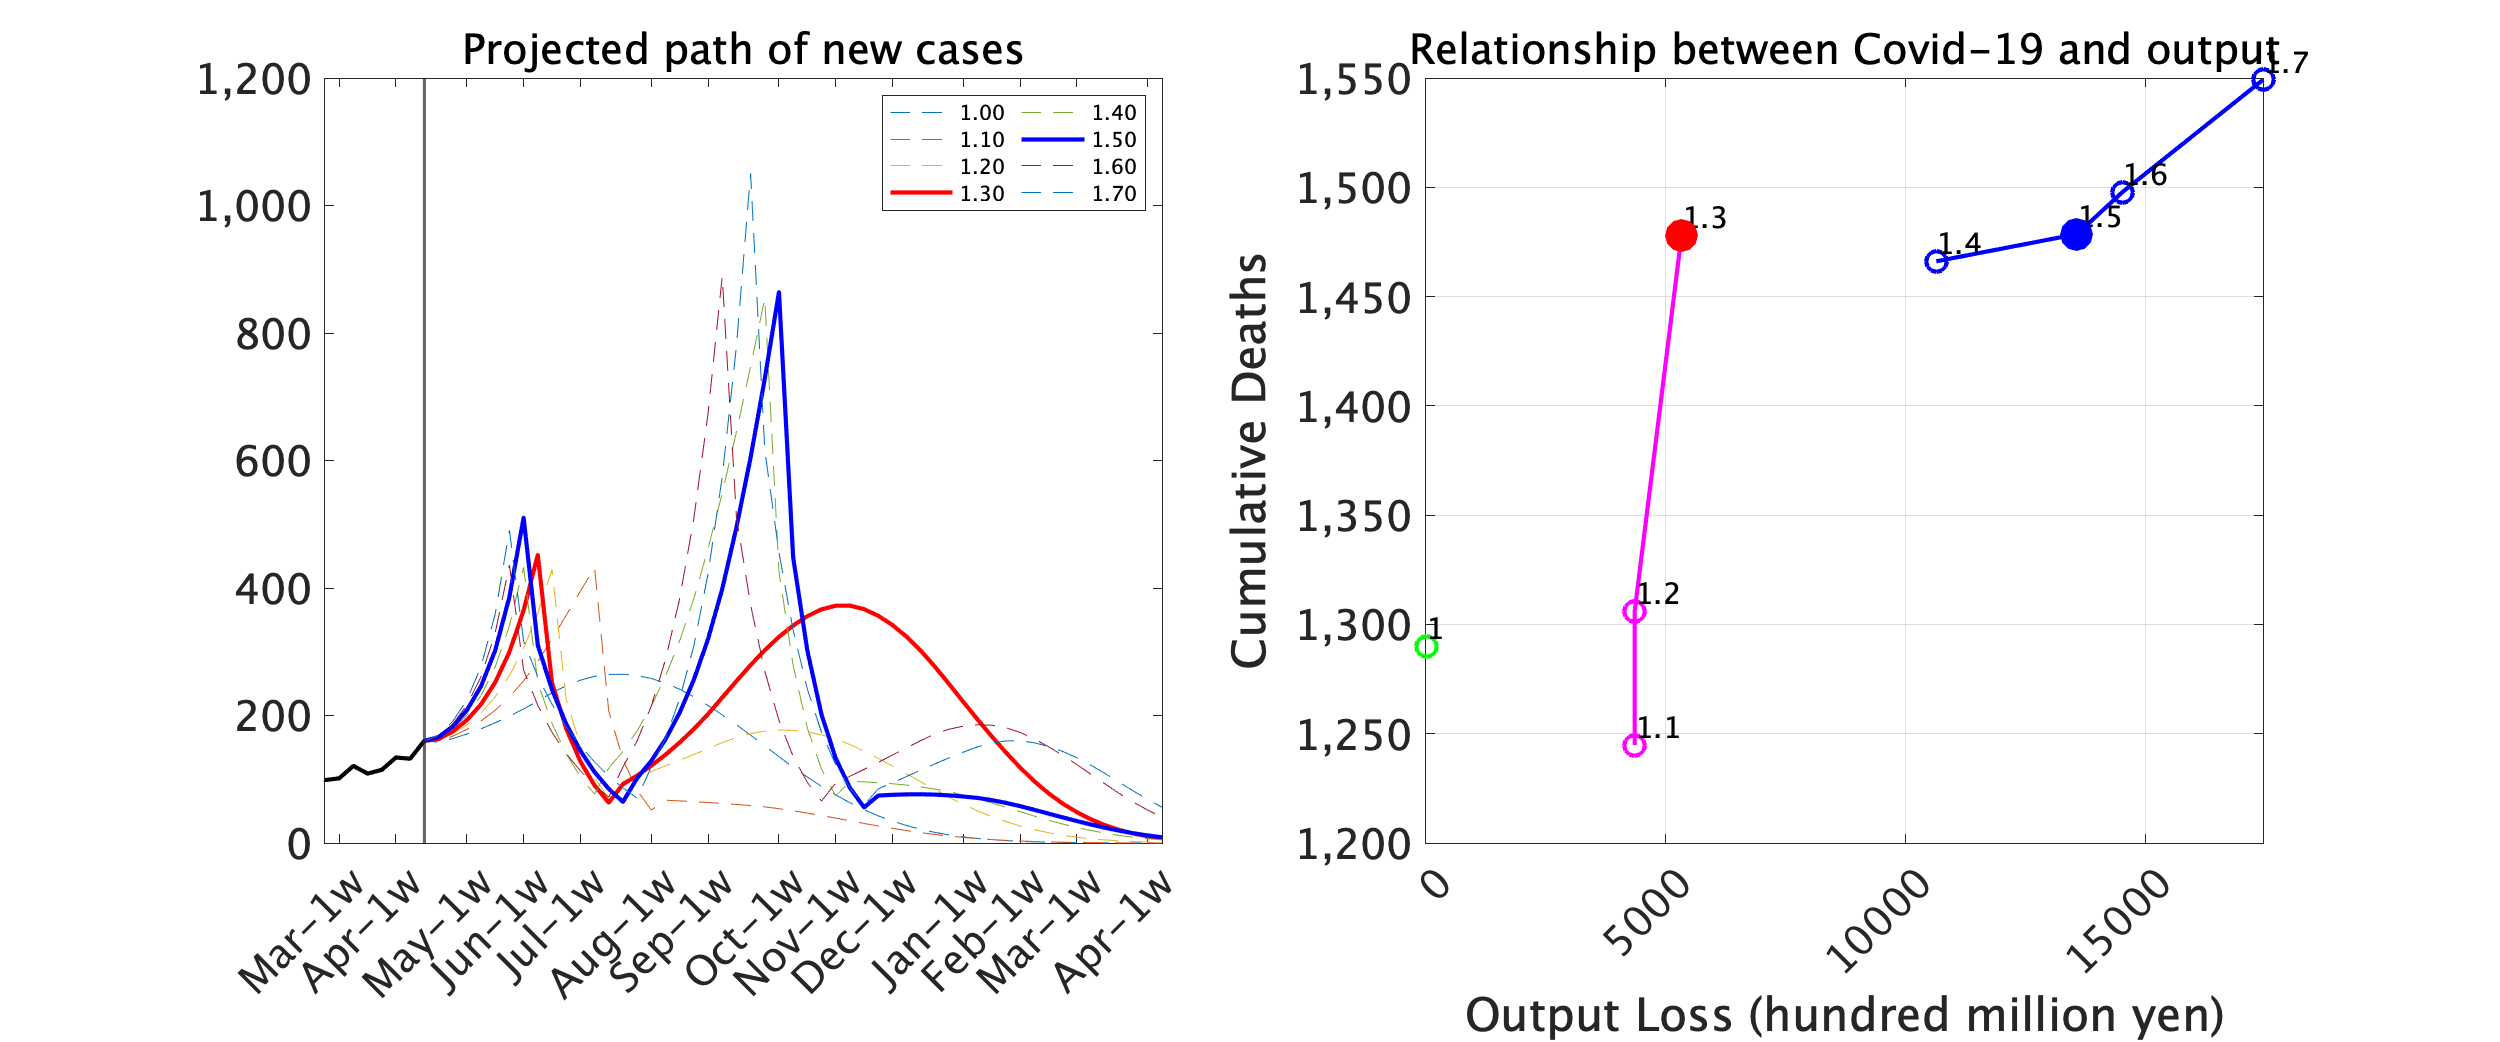 Projected path of new cases
1,200
1,000
800
600
400
200
0
1.00 1.40
1.10 1.50
1.20 1.60
1.30 1.70
Mar-1w
Apr-1w
May-1w
Jun-1w
Jul-1w
Aug-1w
Sep-1w
Oct-1w
Nov-1w
Dec-1w
Jan-1w
Feb-1w
Mar-1w
Apr-1w
Relationship between Covid-19 and output
Cumulative Deaths
1,550
1,500
1,450
1,400
1,350
1,300
1,250
1,200
1.7
1.6
1.5
1.3
1.4
1.2
1
1.1
0
5000
10000
15000
Output Loss (hundred million yen)